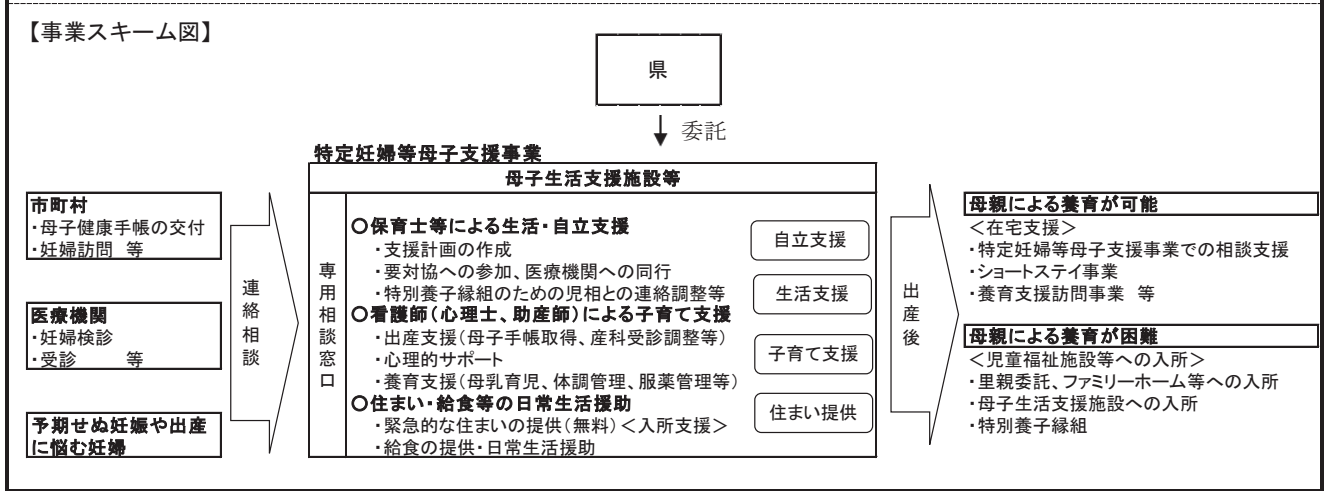 【事業スキーム図】
県
委託
特定妊婦等母子支援事業
母子生活支援施設等
市町村
・母子健康手帳の交付
・妊婦訪問 等
医療機関
・妊婦検診
・受診 等
予期せぬ妊娠や出産
に悩む妊婦
連絡相談
専用相談窓口
○保育士等による生活・自立支援
・支援計画の作成
・要対協への参加、医療機関への同行
・特別養子縁組のための児相との連絡調整等
○看護師(心理士、助産師)による子育て支援
・出産支援(母子手帳取得、産科受診調整等)
・心理的サポート
・養育支援(母乳育児、体調管理、服薬管理等)
○住まい・給食等の日常生活援助
・緊急的な住まいの提供(無料)<入所支援>
・給食の提供・日常生活援助
自立支援
生活支援
子育て支援
住まい提供
出産後
母親による養育が可能
<在宅支援>
・特定妊婦等母子支援事業での相談支援
・ショートステイ事業
・養育支援訪問事業 等
母親による養育が困難
<児童福祉施設等への入所>
・里親委託、ファミリーホーム等への入所
・母子生活支援施設への入所
・特別養子縁組